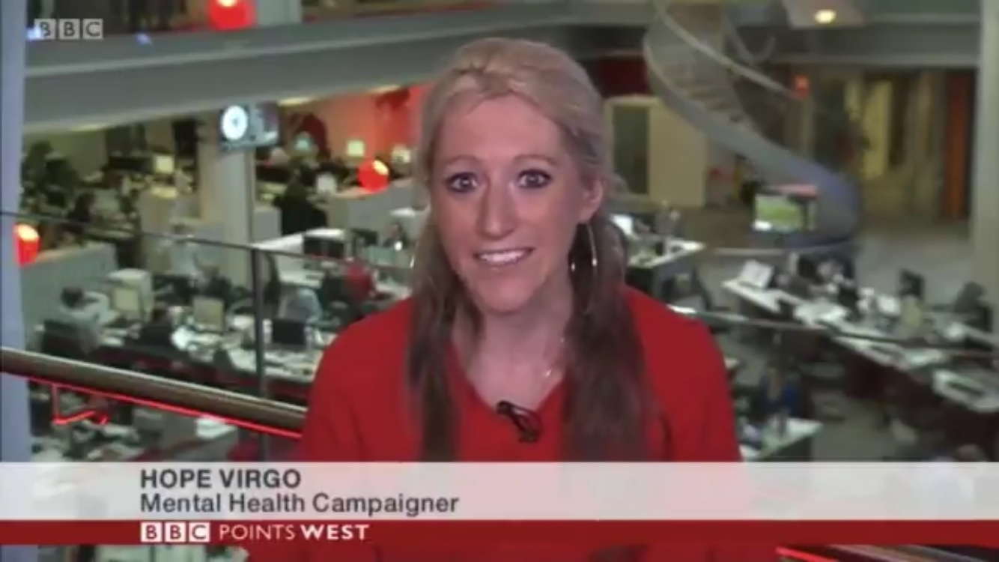 BBC
HOPE VIRGO
Mental Health Campaigner
BBC POINTS WEST